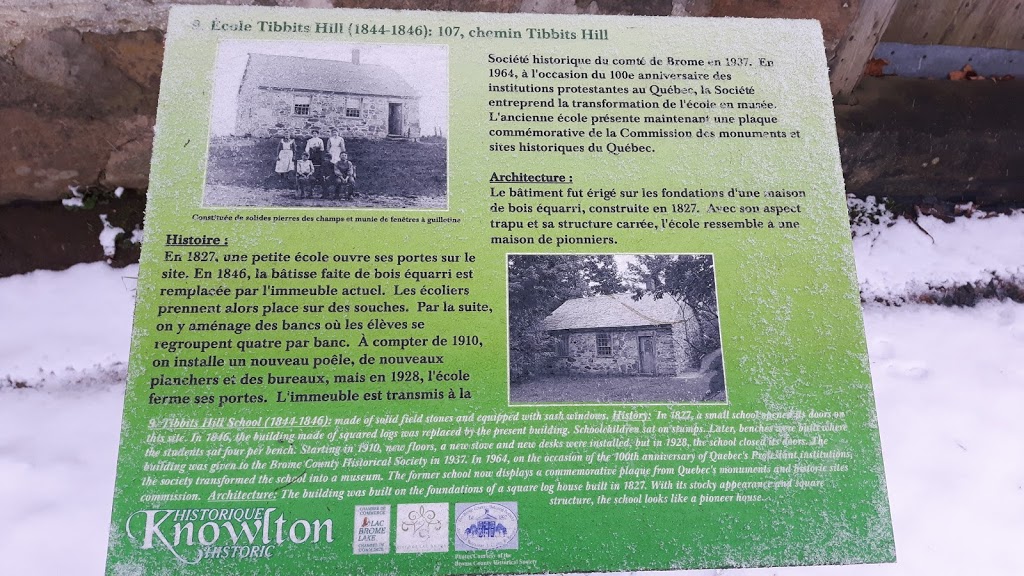 9. École Tibbits Hill (1844-1846): 107, chemin Tibbits Hill
Constituée de solides pierres des champs et munie de fenêtres à guillotine
Histoire :
En 1827, une petite école ouvre ses portes sur le
site. En 1846, la bâtisse faite de bois équarri est
remplacée par l'immeuble actuel. Les écoliers
prennent alors place sur des souches. Par la suite,
on y aménage des bancs où les élèves se
regroupent quatre par banc. À compter de 1910,
on installe un nouveau poêle, de nouveaux
planchers et des bureaux, mais en 1928, l'école
ferme ses portes. L'immeuble est transmis à la
Société historique du comté de Brome en 1937. En
1964, à l'occasion du 100e anniversaire des
institutions protestantes au Québec, la Société
entreprend la transformation de l'école en musée.
L'ancienne école présente maintenant une plaque
commémorative de la Commission des monuments et
sites historiques du Québec.
Architecture :
Le bâtiment fut érigé sur les fondations d'une maison
de bois équarri, construite en 1827. Avec son aspect
trapu et sa structure carrée, l'école ressemble à une
maison de pionniers.
9. Tibbits Hill School (1844-1846): made of solid field stones and equipped with sash windows. History: In 1827, a small school opened its doors on
this site. In 1846, the building made of squared logs was replaced by the present building. Schoolchildren sat on stumps. Later, benches were built where
the students sat four per bench. Starting in 1910, new floors, a new stove and new desks were installed, but in 1928, the school closed its doors. The
building was given to the Brome County Historical Society in 1937. In 1964, on the occasion of the 100th anniversary of Quebec's Protestant institutions,
the society transformed the school into a museum. The former school now displays a commemorative plaque from Quebec's monuments and historic sites
commission. Architecture: The building was built on the foundations of a square log house built in 1827. With its stocky appearance and square
structure, the school looks like a pioneer house.
HISTORIQUE
Knowlton
HISTORIC
CHAMBRE DE
COMMERCE
LAC
BROME
LAKE
CHAMBER OF
COMMERCE
Photos Courtesy of the
Brome County Historical Society